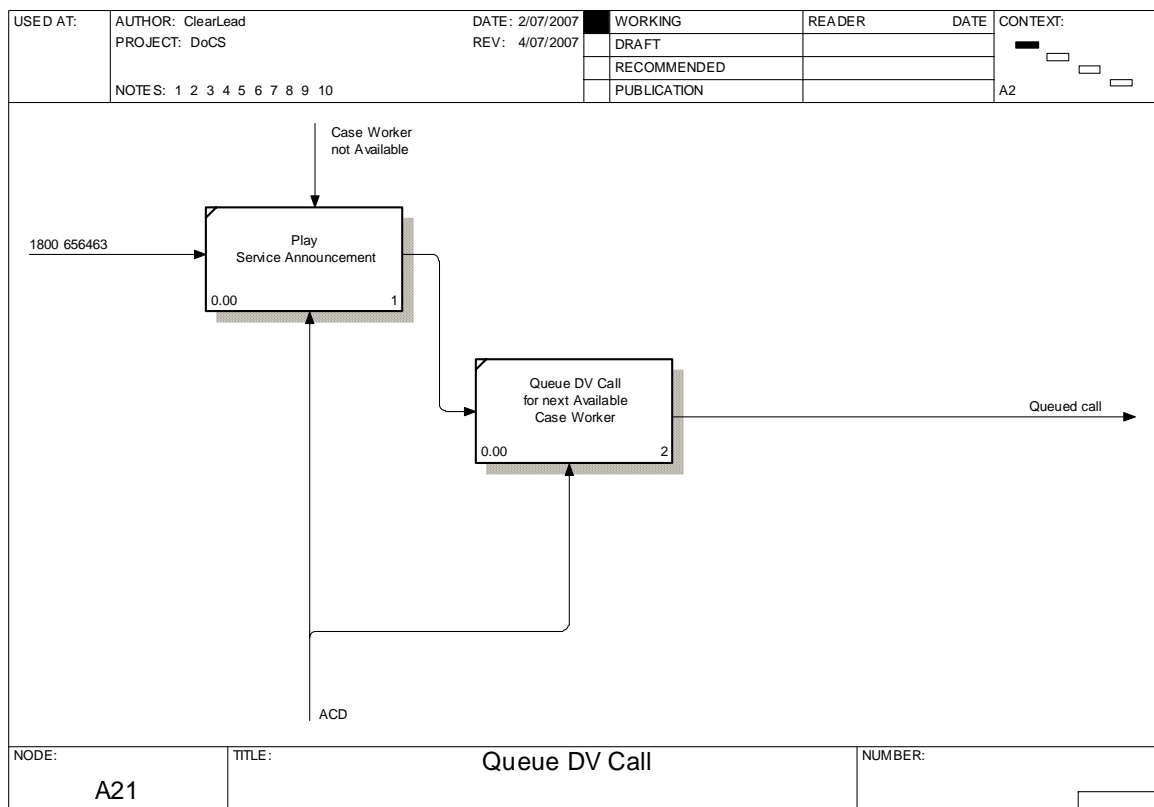 USED AT:
AUTHOR: ClearLead
DATE: 2/07/2007
WORKING
READER
DATE
CONTEXT:
PROJECT: DoCS
REV: 4/07/2007
DRAFT
RECOMMENDED
NOTES: 1 2 3 4 5 6 7 8 9 10
PUBLICATION
A2
Case Worker
not Available
1800 656463
Play
Service Announcement
0.00
1
Queue DV Call
for next Available
Case Worker
0.00
2
Queued call
ACD
NODE:
TITLE:
Queue DV Call
NUMBER:
A21